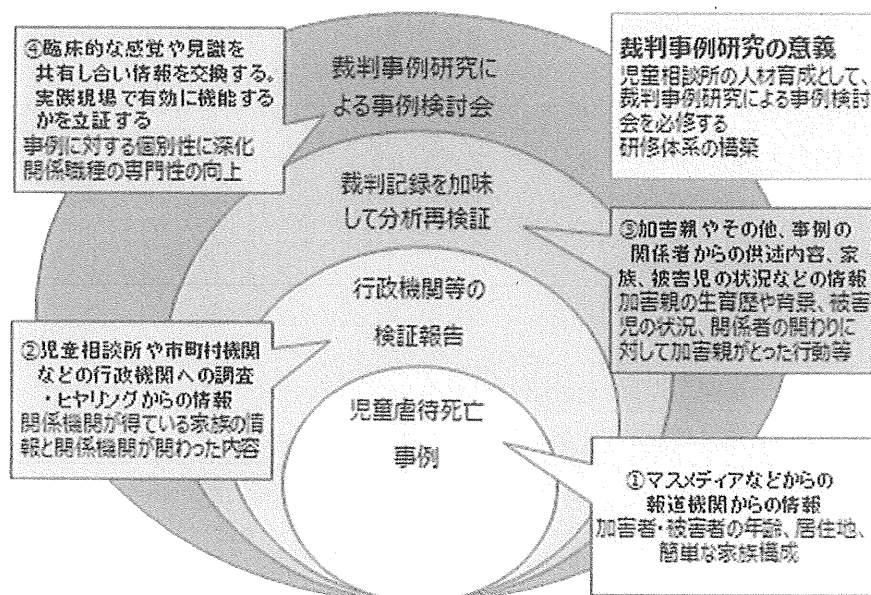 ④臨床的な感覚や見識を
共有し合い情報を交換する。
実践現場で有効に機能する
かを立証する
事例に対する個別性に深化
関係職種の専門性の向上
裁判事例研究に
よる事例検討会
裁判事例研究の意義
児童相談所の人材育成として、
裁判事例研究による事例検討
会を必修する
研修体系の構築
裁判記録を加味
して分析再検証
③加害親やその他、事例の
関係者からの供述内容、家
族、被害児の状況などの情報
加害親の生育歴や背景、被害
児の状況、関係者の関わりに
対して加害親がとった行動等
行政機関等の
検証報告
②児童相談所や市町村機関
などの行政機関への調査
・ヒヤリングからの情報
関係機関が得ている家族の情
報と関係機関が関わった内容
児童虐待死亡
事例
①マスメディアなどからの
報道機関からの情報
加害者・被害者の年齢、居住地、
簡単な家族構成